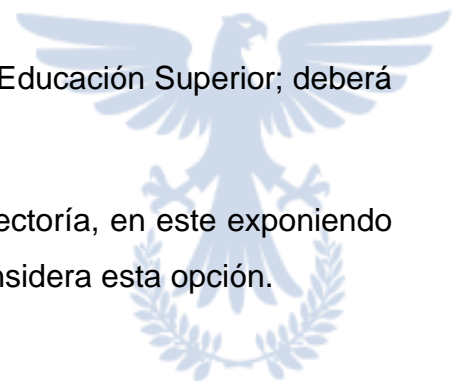 Educación Superior; deberá
ectoría, en este exponiendo
nsidera esta opción.